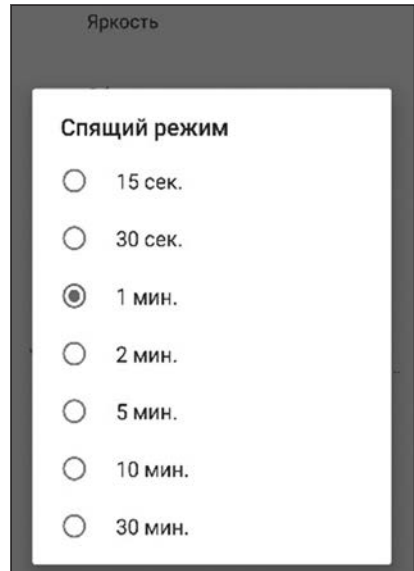 Яркость
Спящий режим
15 сек.
30 сек.
1 мин.
2 мин.
5 мин.
10 мин.
30 мин.